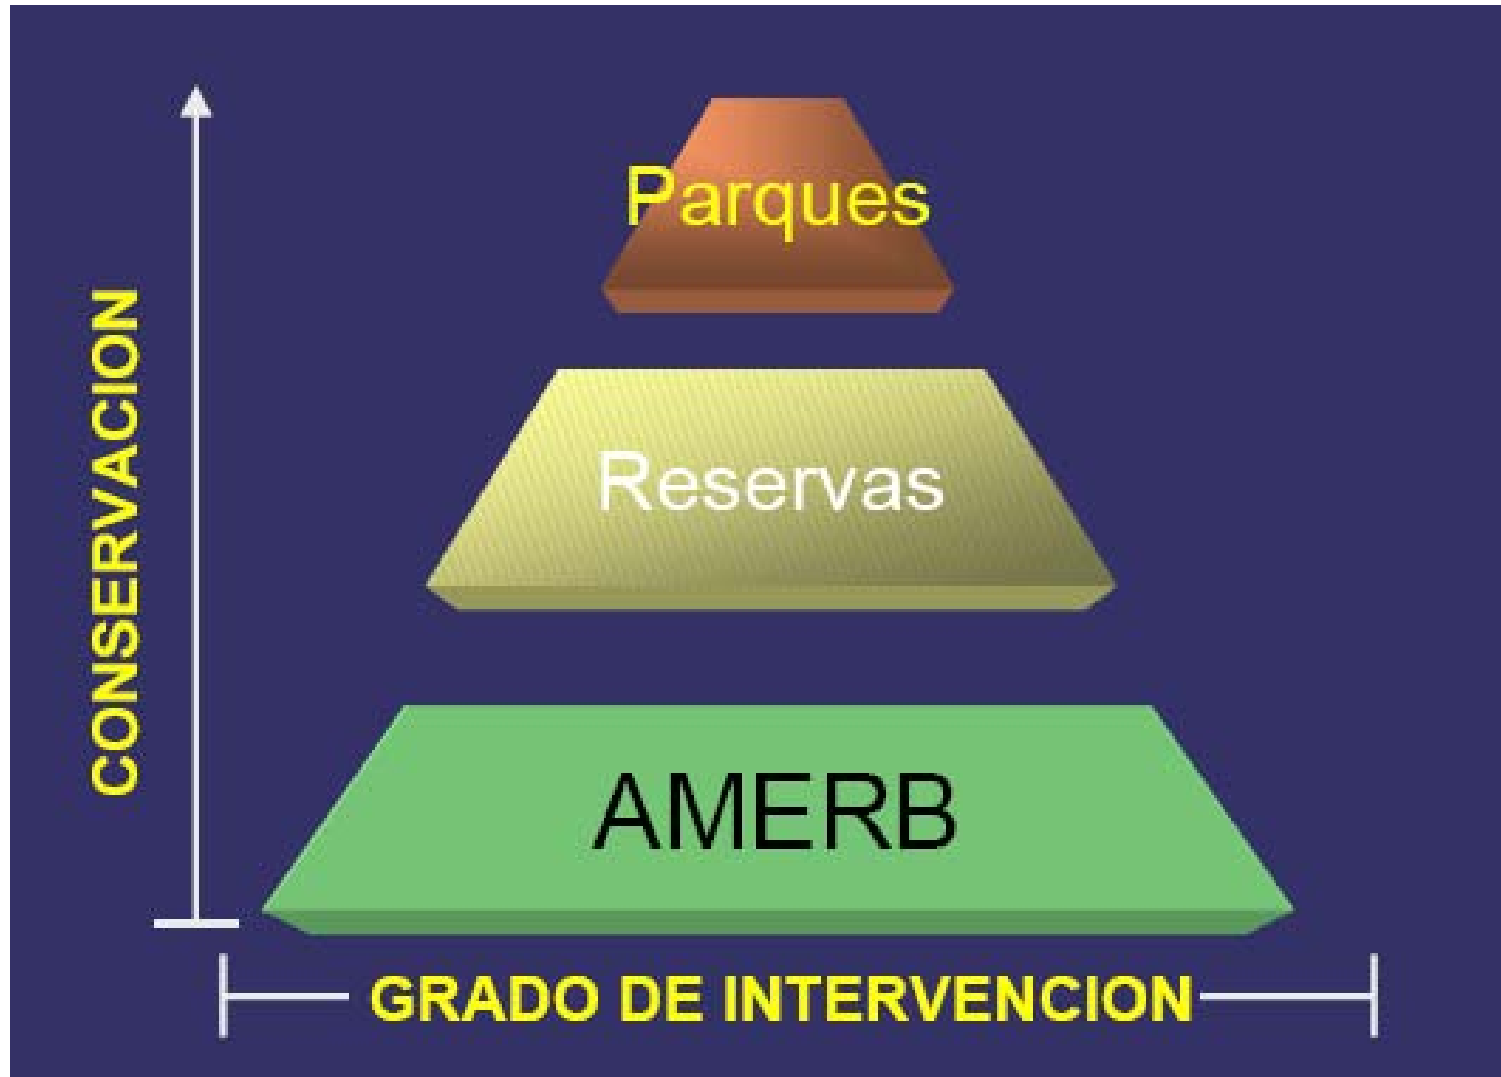 Parques
CONSERVACION
Reservas
AMERB
GRADO DE INTERVENCION